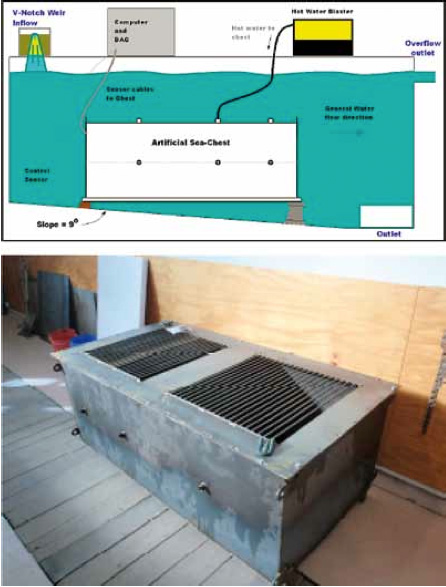 V-Notch Weir
Inflow
Computer
and
DAQ
Hot water to
chest
Hot Water Blaster
Overflow
outlet
Sensor cables
to Chest
General Water
flow direction
Artificial Sea-Chest
Control
Sensor
Slope = 9°
Outlet